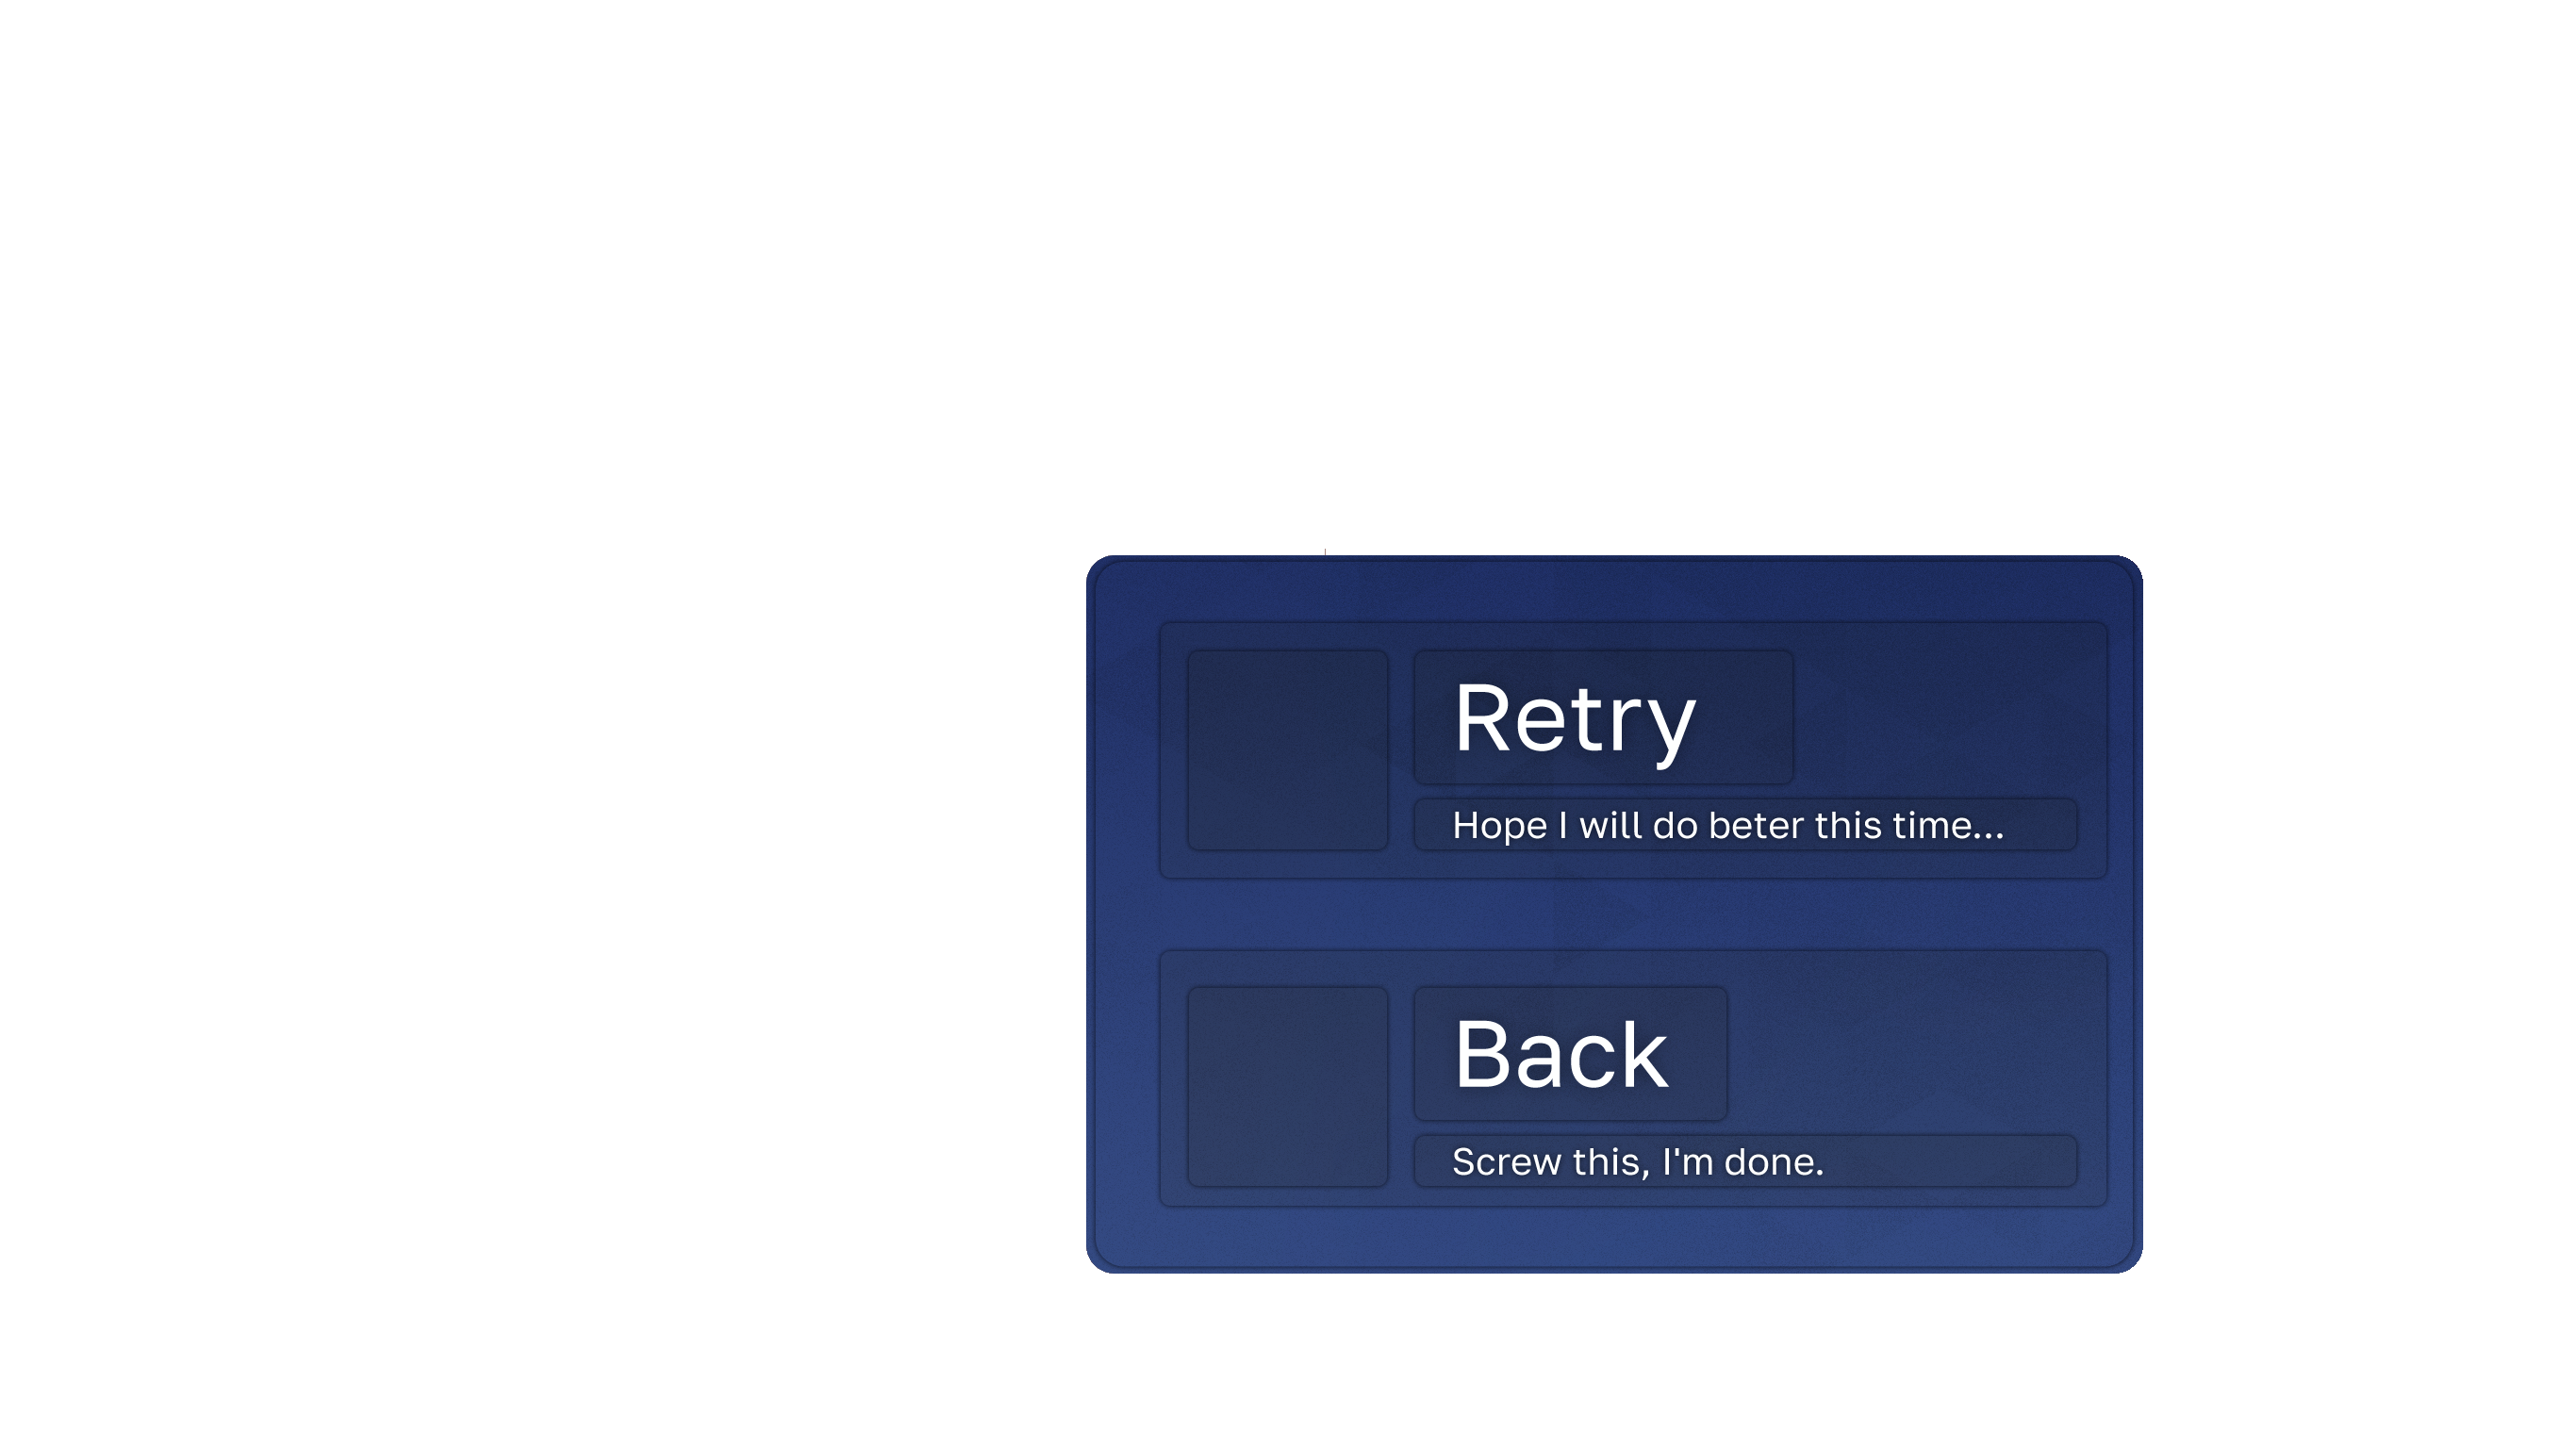 Retry
Hope I will do beter this time...
Back
Screw this, I'm done.